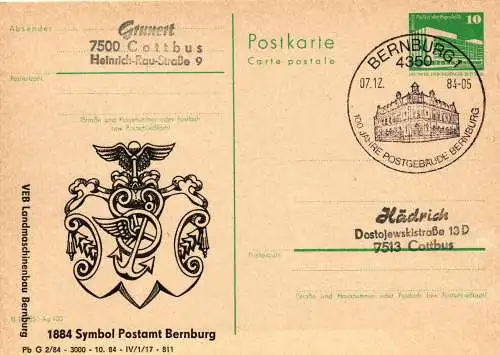 Absender:
Grunert
7500 Cottbus
Heinrich-Rau-Straße 9
Postleitzahl
(Straße und Hausnummer oder Postfach
bzw. Postschließfach)
Postkarte
Carte postale
10
BERNBURG 1
4350
07.12. 84-05
100 JAHRE POSTGEBÄUDE BERNBURG
Hädrich
Dostojewskistraße 13 D
7513 Cottbus
Postleitzahl
(Straße und Hausnummer oder Postfach bzw. Postschließfach)
VEB Landmaschinenbau Bernburg
1884 Symbol Postamt Bernburg
Pb G 2/84 - 3000 - 10. 84 - IV/1/17 - 811